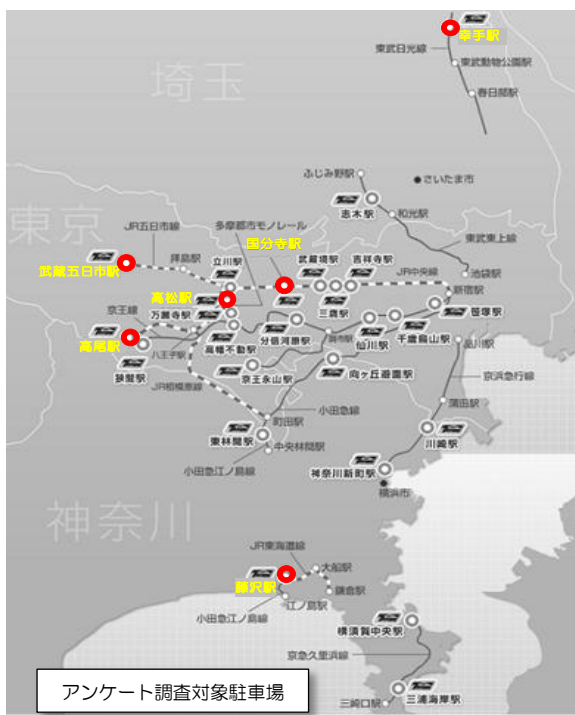 幸手駅
東武日光線
東武動物公園駅
春日部駅
埼玉
ふじみ野駅
さいたま市
志木駅
和光駅
東武東上線
東京
JR五日市線
多摩都市モノレール
国分寺駅
拝島駅
立川駅
武蔵境駅
吉祥寺駅
JR中央線
池袋駅
武蔵五日市駅
新宿駅
高松駅
京王線
万願寺駅
三鷹駅
笹塚駅
高尾駅
八王子駅
高幡不動駅
分倍河原駅
調布駅
仙川駅
千歳烏山駅
品川駅
狭間駅
京王永山駅
向ヶ丘遊園駅
京浜急行線
JR相模原線
小田急線
蒲田駅
町田駅
東林間駅
中央林間駅
川崎駅
小田急江ノ島線
神奈川新町駅
横浜市
神奈川
JR東海道線
大船駅
藤沢駅
鎌倉駅
江ノ島駅
小田急江ノ島線
横須賀中央駅
京急久里浜線
三浦海岸駅
三崎口駅
アンケート調査対象駐車場